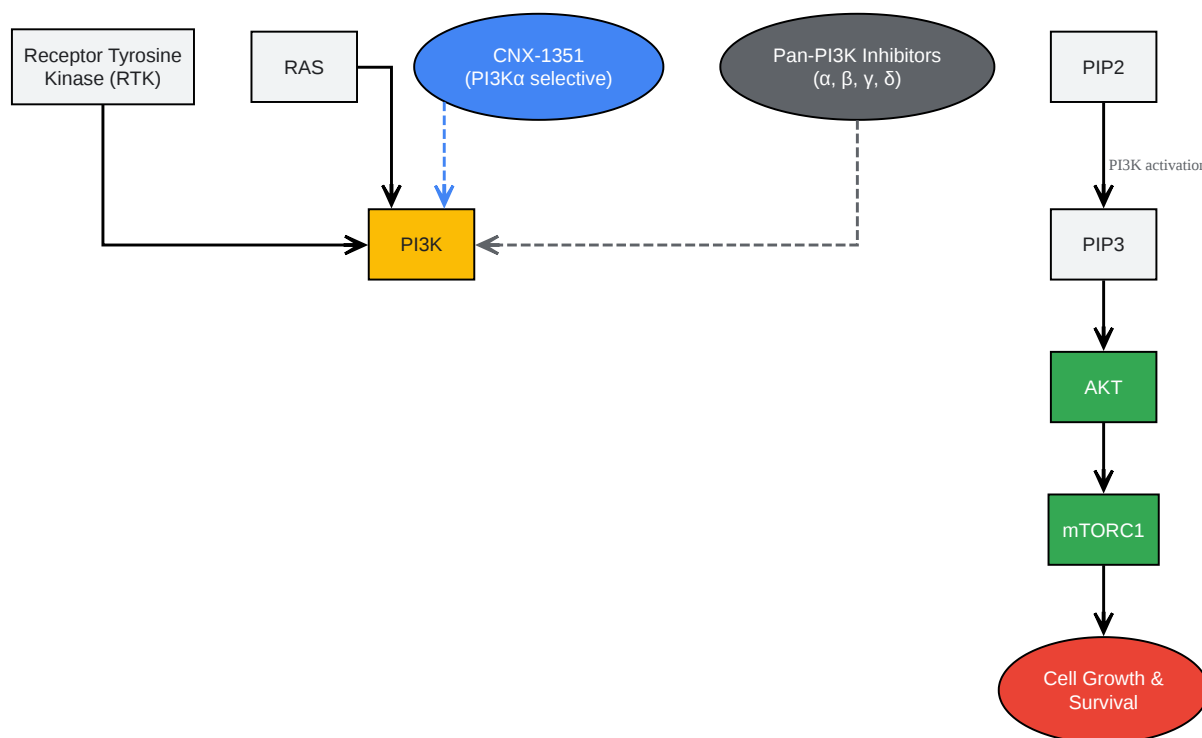 Receptor Tyrosine
Kinase (RTK)
RAS
CNX-1351
(PI3Kα selective)
Pan-PI3K Inhibitors
(α, β, γ, δ)
PIP2
PI3K activation
PI3K
PIP3
AKT
mTORC1
Cell Growth &
Survival